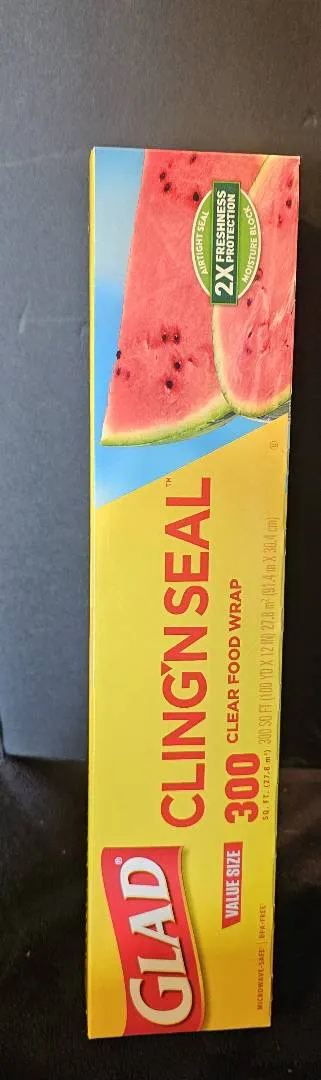 GLAD®
CLING'N SEAL™
VALUE SIZE
300
SQ. FT. (27.8 m²)
CLEAR FOOD WRAP
300 SQ FT (100 YD X 12 IN) 27.8 m² (91.4 m X 30.4 cm)
MICROWAVE-SAFE | BPA-FREE
AIRTIGHT SEAL
2X FRESHNESS
PROTECTION
MOISTURE BLOCK